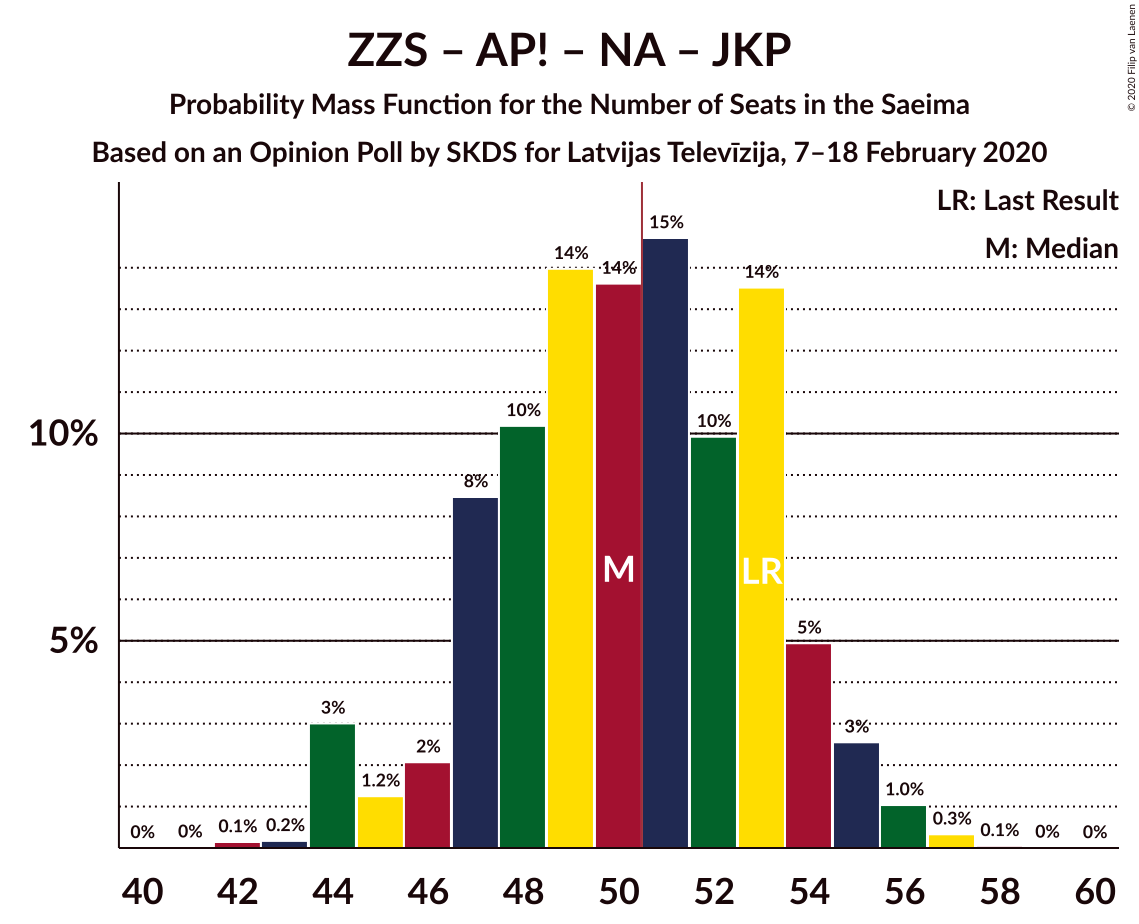 ZZS – AP! – NA – JKP
Probability Mass Function for the Number of Seats in the Saeima
Based on an Opinion Poll by SKDS for Latvijas Televīzija, 7–18 February 2020
© 2020 Filip van Laenen
LR: Last Result
M: Median
10%
5%
0% 0% 0.1% 0.2% 3% 1.2% 2% 8% 10% 14% 14% 15% 10% 14% 5% 3% 1.0% 0.3% 0.1% 0% 0%
M LR
40 42 44 46 48 50 52 54 56 58 60